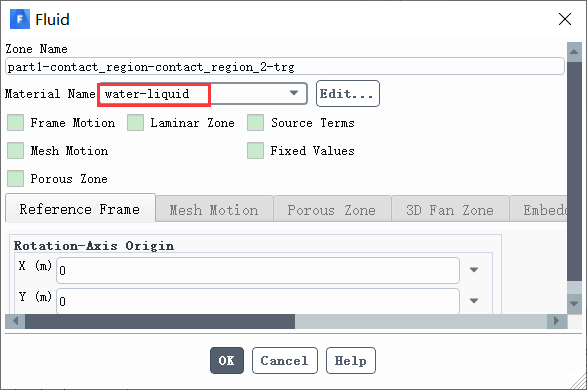 Fluid
Zone Name
part1-contact_region-contact_region_2-trg
Material Name water-liquid Edit...
Frame Motion Laminar Zone Source Terms
Mesh Motion Fixed Values
Porous Zone
Reference Frame Mesh Motion Porous Zone 3D Fan Zone Embedd
Rotation-Axis Origin
X (m) 0
Y (m) 0
OK Cancel Help